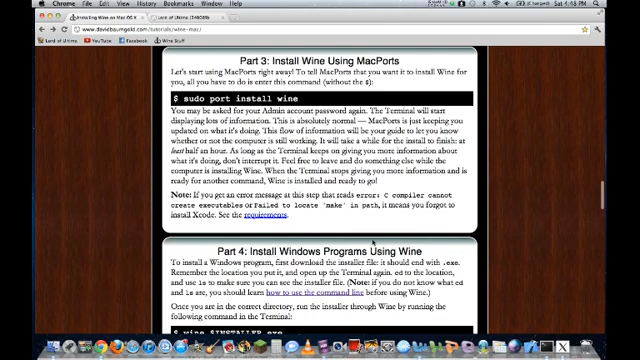 Chrome File Edit View History Bookmarks Window Help
Sat 4:48 PM
Installing Wine on Mac OS X
Lord of Ultima
www.davidbaumgold.com/tutorials/wine-mac/
Lord of Ultima Facebook Wine Stuff
Part 3: Install Wine Using MacPorts
Let's start using MacPorts right away! To tell MacPorts that you want it to install Wine for
you, all you have to do is enter this command (without the $):
$ sudo port install wine
You may be asked for your Admin account password again. The Terminal will start
displaying lots of information. This is absolutely normal — MacPorts is just keeping you
updated on what it's doing. This flow of information will be your guide to let you know
whether or not the computer is still working. It will take a while for the install to finish: at
least half an hour. As long as the Terminal keeps on giving you more information about
what it's doing, don't interrupt it. Feel free to leave and do something else while the
computer is installing Wine. When the Terminal stops giving you more information and is
ready for another command, Wine is installed and ready to go!
Note: If you get an error message at this step that reads error: C compiler cannot
create executables or Failed to locate 'make' in path, it means you forgot to
install Xcode. See the requirements.
Part 4: Install Windows Programs Using Wine
To install a Windows program, first download the installer file: it should end with .exe.
Remember the location you put it, and open up the Terminal again. cd to the location,
and use ls to make sure you can see the installer file. (Note: if you do not know what cd
and ls are, you should learn how to use the command line before using Wine.)
Once you are in the correct directory, run the installer through Wine by running the
following command in the Terminal:
$ wine $INSTALLER.exe